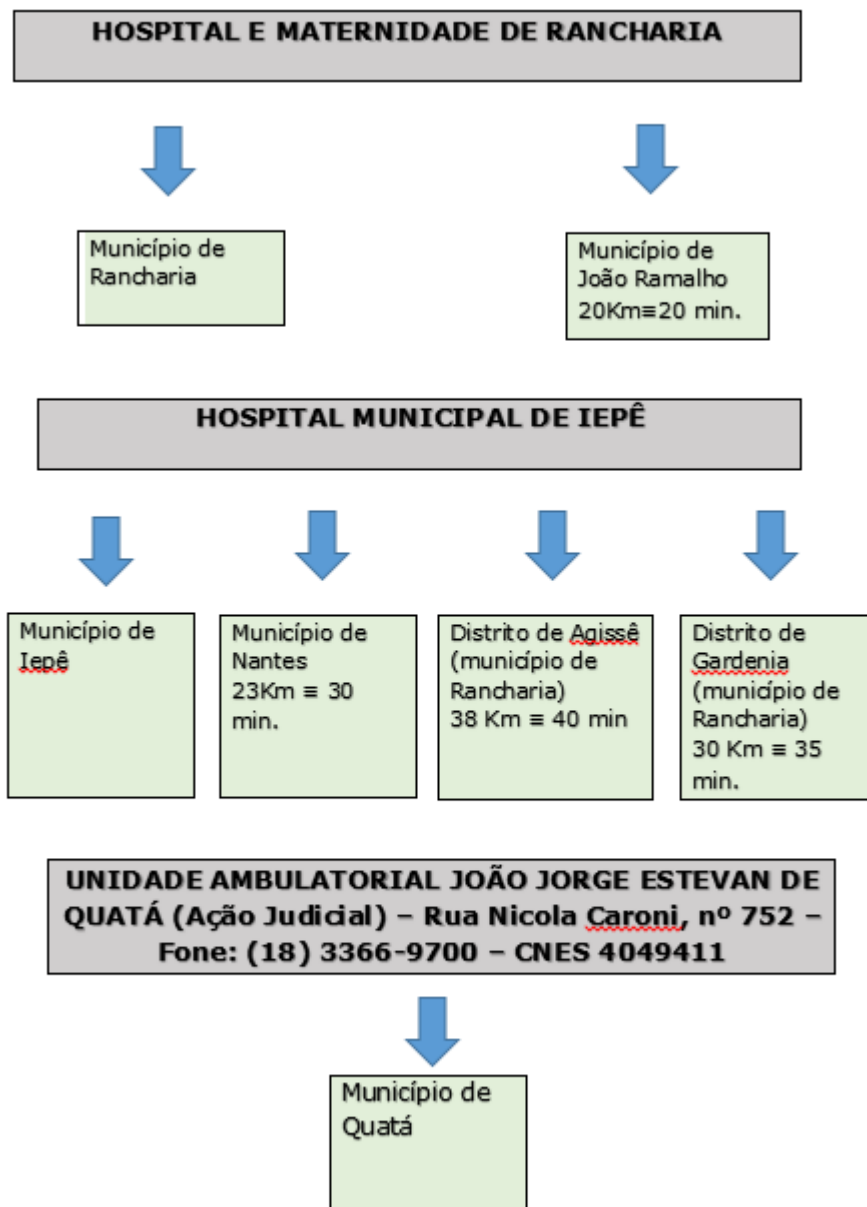 HOSPITAL E MATERNIDADE DE RANCHARIA
Município de
Rancharia
Município de
João Ramalho
20Km≡20 min.
HOSPITAL MUNICIPAL DE IEPÊ
Município de
Iepê
Município de
Nantes
23Km ≡ 30
min.
Distrito de Agissê
(município de
Rancharia)
38 Km ≡ 40 min
Distrito de
Gardenia
(município de
Rancharia)
30 Km ≡ 35
min.
UNIDADE AMBULATORIAL JOÃO JORGE ESTEVAN DE
QUATÁ (Ação Judicial) – Rua Nicola Caroni, nº 752 –
Fone: (18) 3366-9700 – CNES 4049411
Município de
Quatá